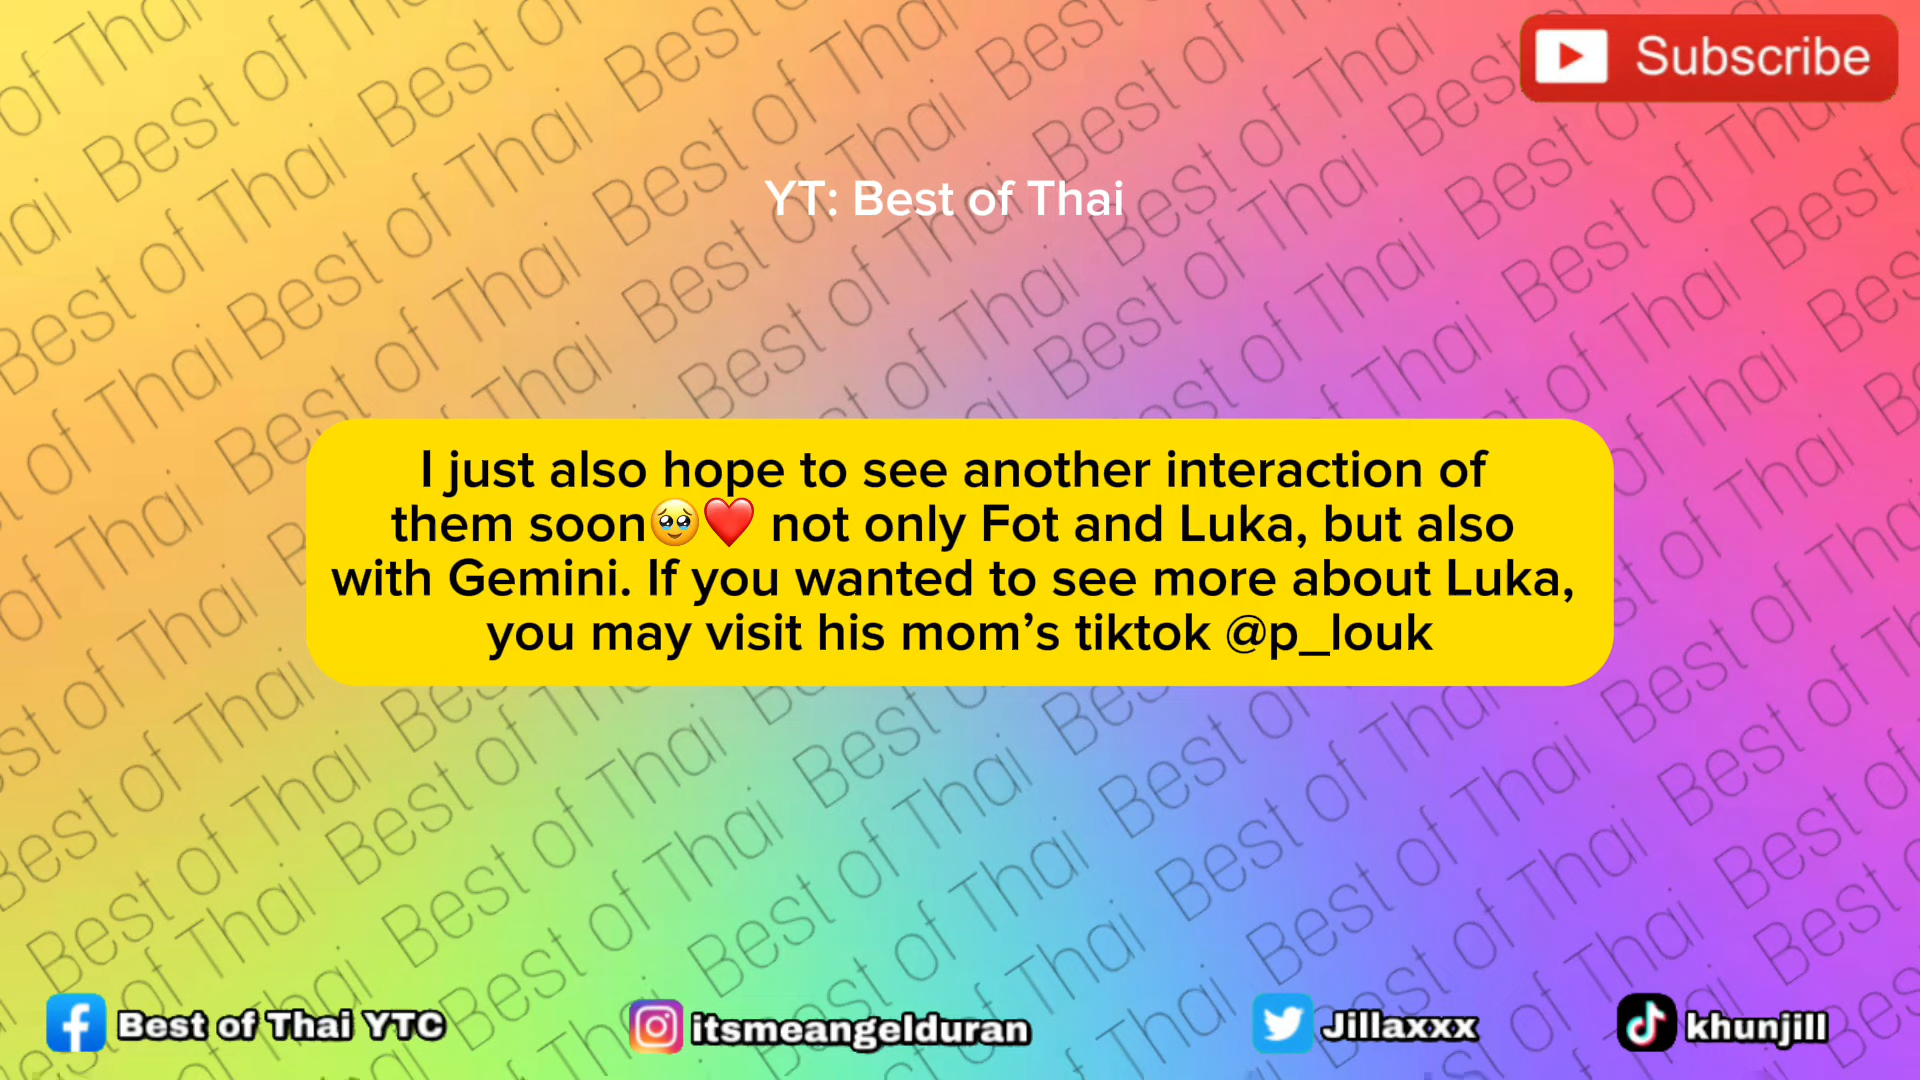 Subscribe
YT: Best of Thai
I just also hope to see another interaction of
them soon🥹❤️ not only Fot and Luka, but also
with Gemini. If you wanted to see more about Luka,
you may visit his mom’s tiktok @p_louk
Best of Thai YTC
itsmeangelduran
Jillaxxx
khunjill